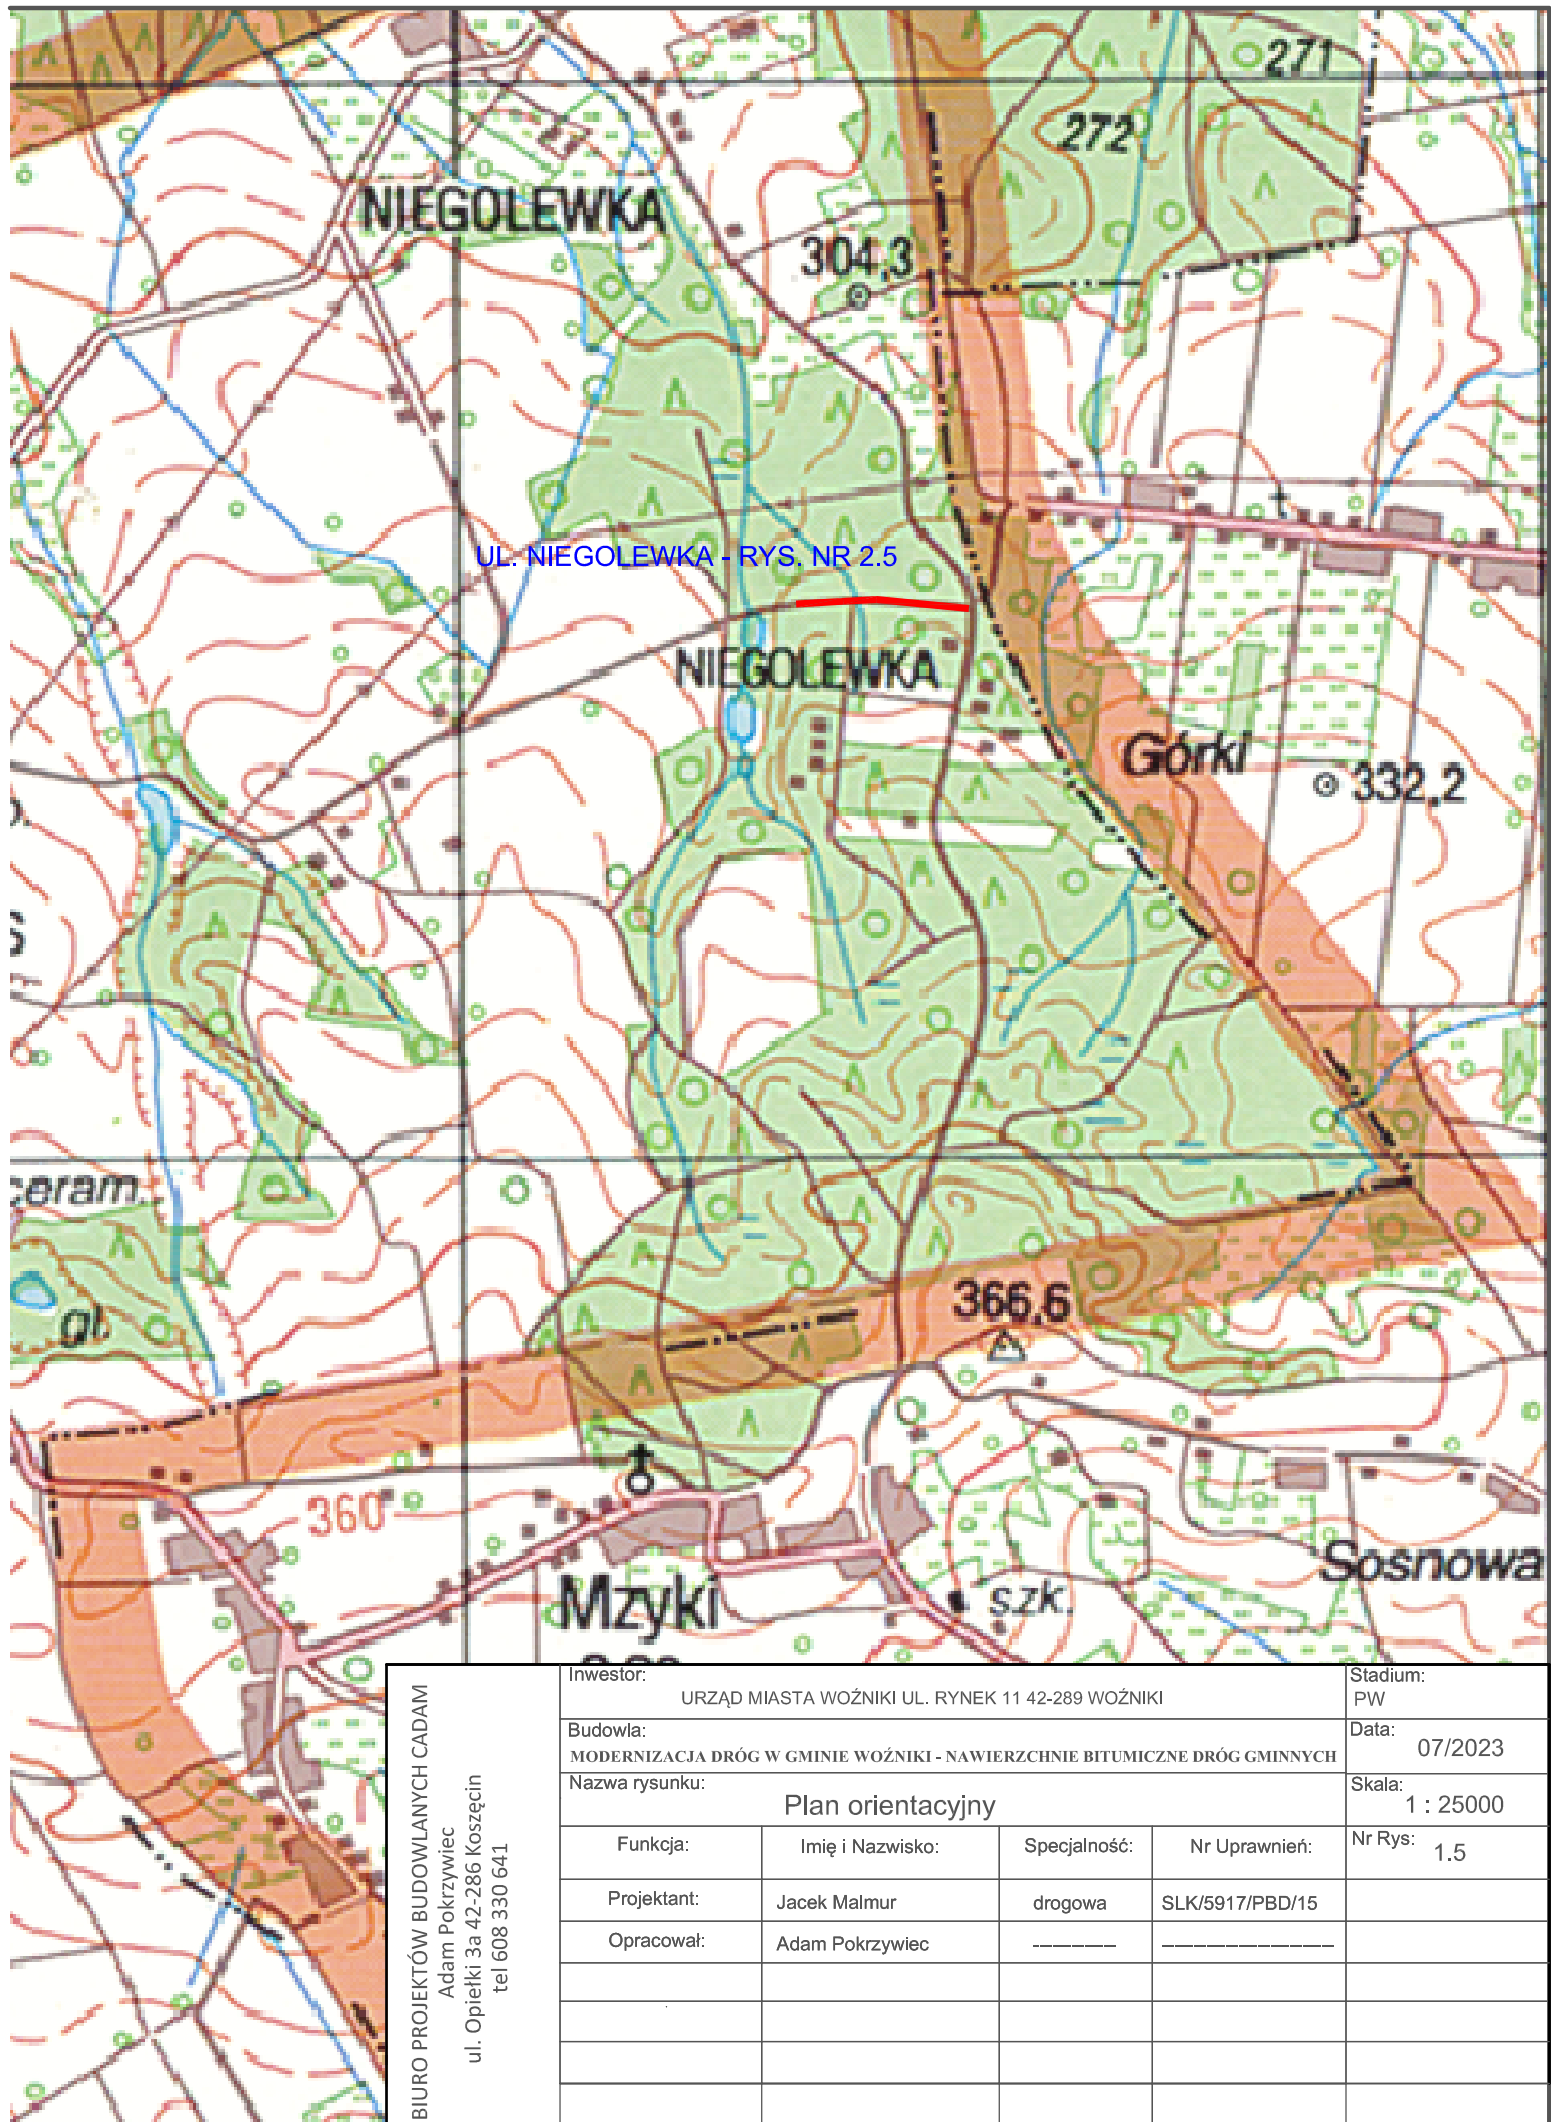 271
272
NIEGOLEWKA
304,3
UL. NIEGOLEWKA - RYS. NR 2.5
NIEGOLEWKA
Górki
332,2
ceram.
gl.
366,6
360
Mzyki
szk.
Sosnowa
BIURO PROJEKTÓW BUDOWLANYCH CADAM
Adam Pokrzywiec
ul. Opiełki 3a 42-286 Koszęcin
tel 608 330 641
Inwestor:
URZĄD MIASTA WOŹNIKI UL. RYNEK 11 42-289 WOŹNIKI
Stadium:
PW
Budowla:
MODERNIZACJA DRÓG W GMINIE WOŹNIKI - NAWIERZCHNIE BITUMICZNE DRÓG GMINNYCH
Data:
07/2023
Nazwa rysunku:
Plan orientacyjny
Skala:
1 : 25000
Funkcja: Imię i Nazwisko: Specjalność: Nr Uprawnień: Nr Rys: 1.5
Projektant: Jacek Malmur drogowa SLK/5917/PBD/15
Opracował: Adam Pokrzywiec -------- ----------------